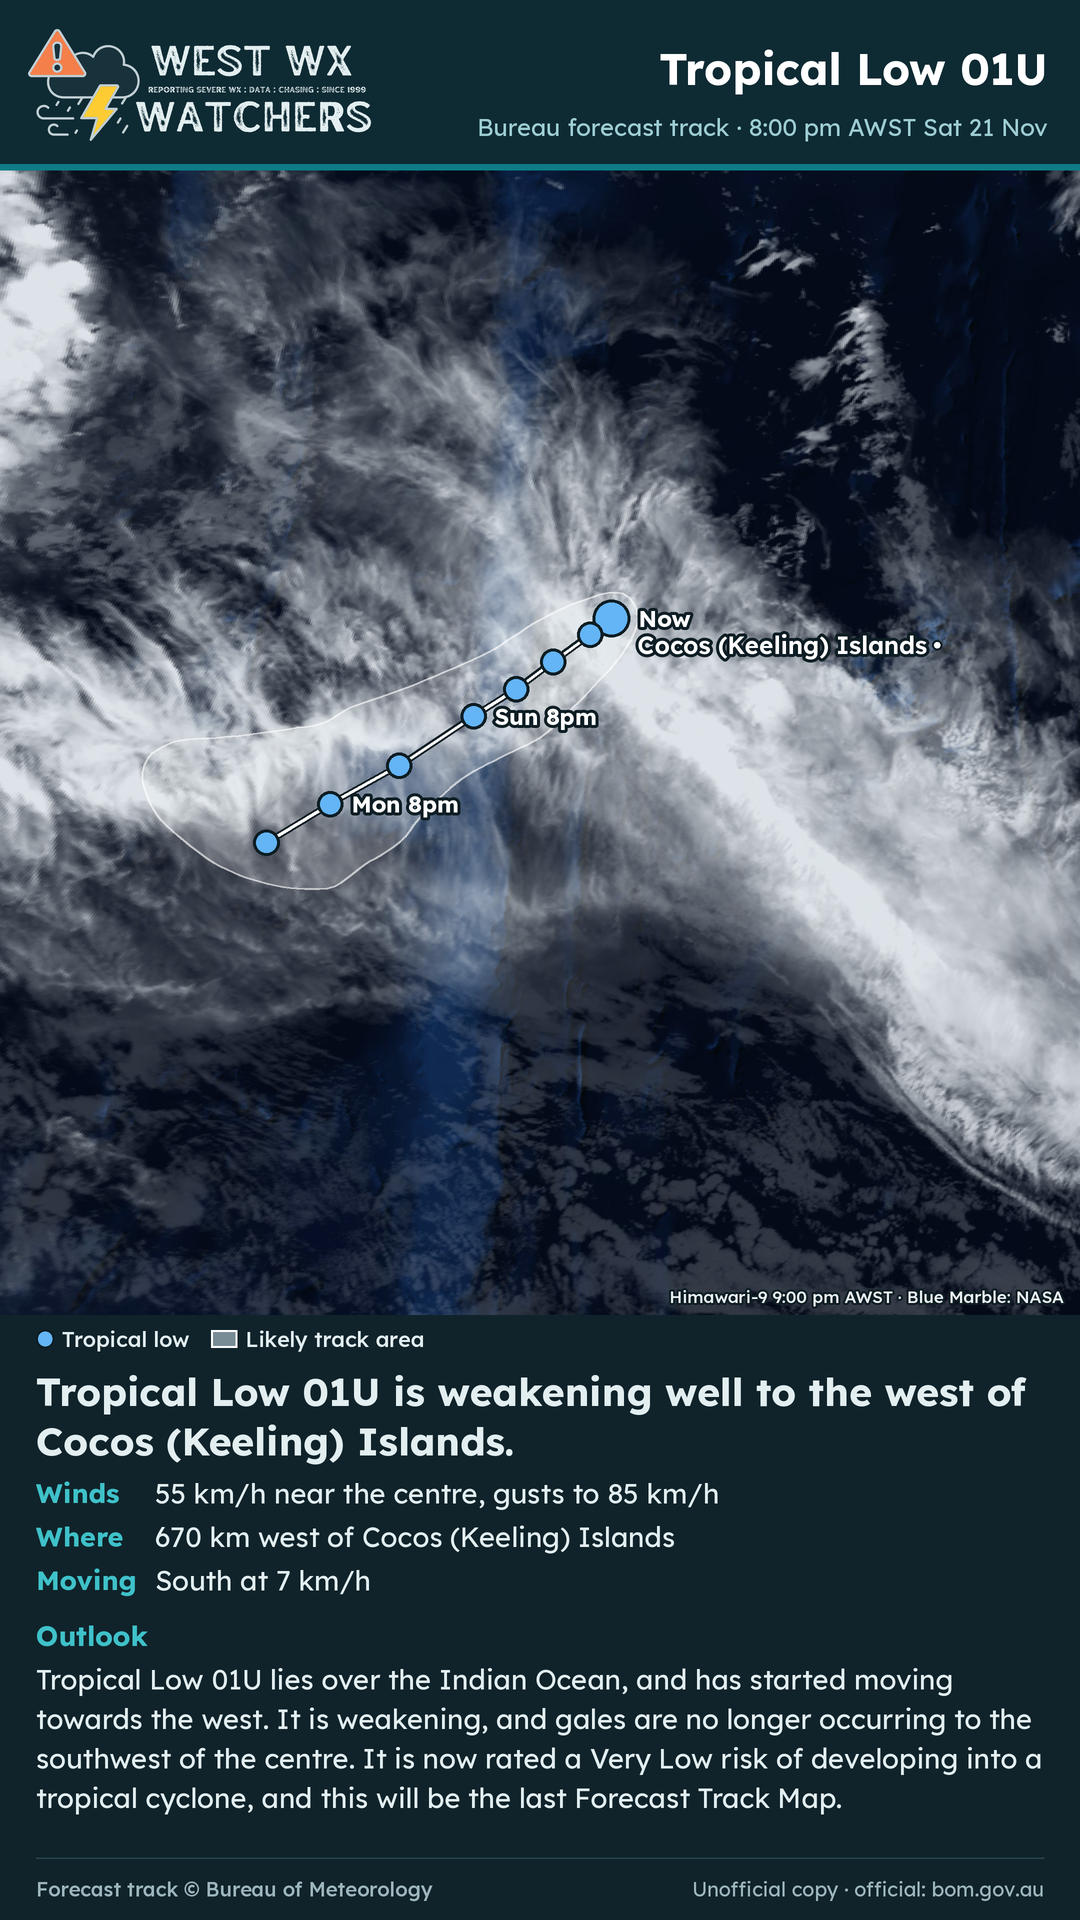 WEST WX
REPORTING SEVERE WX : DATA : CHASING : SINCE 1999
WATCHERS
Tropical Low 01U
Bureau forecast track · 8:00 pm AWST Sat 21 Nov
Now
Cocos (Keeling) Islands
Sun 8pm
Mon 8pm
Himawari-9 9:00 pm AWST · Blue Marble: NASA
Tropical low
Likely track area
Tropical Low 01U is weakening well to the west of
Cocos (Keeling) Islands.
Winds 55 km/h near the centre, gusts to 85 km/h
Where 670 km west of Cocos (Keeling) Islands
Moving South at 7 km/h
Outlook
Tropical Low 01U lies over the Indian Ocean, and has started moving
towards the west. It is weakening, and gales are no longer occurring to the
southwest of the centre. It is now rated a Very Low risk of developing into a
tropical cyclone, and this will be the last Forecast Track Map.
Forecast track © Bureau of Meteorology
Unofficial copy · official: bom.gov.au